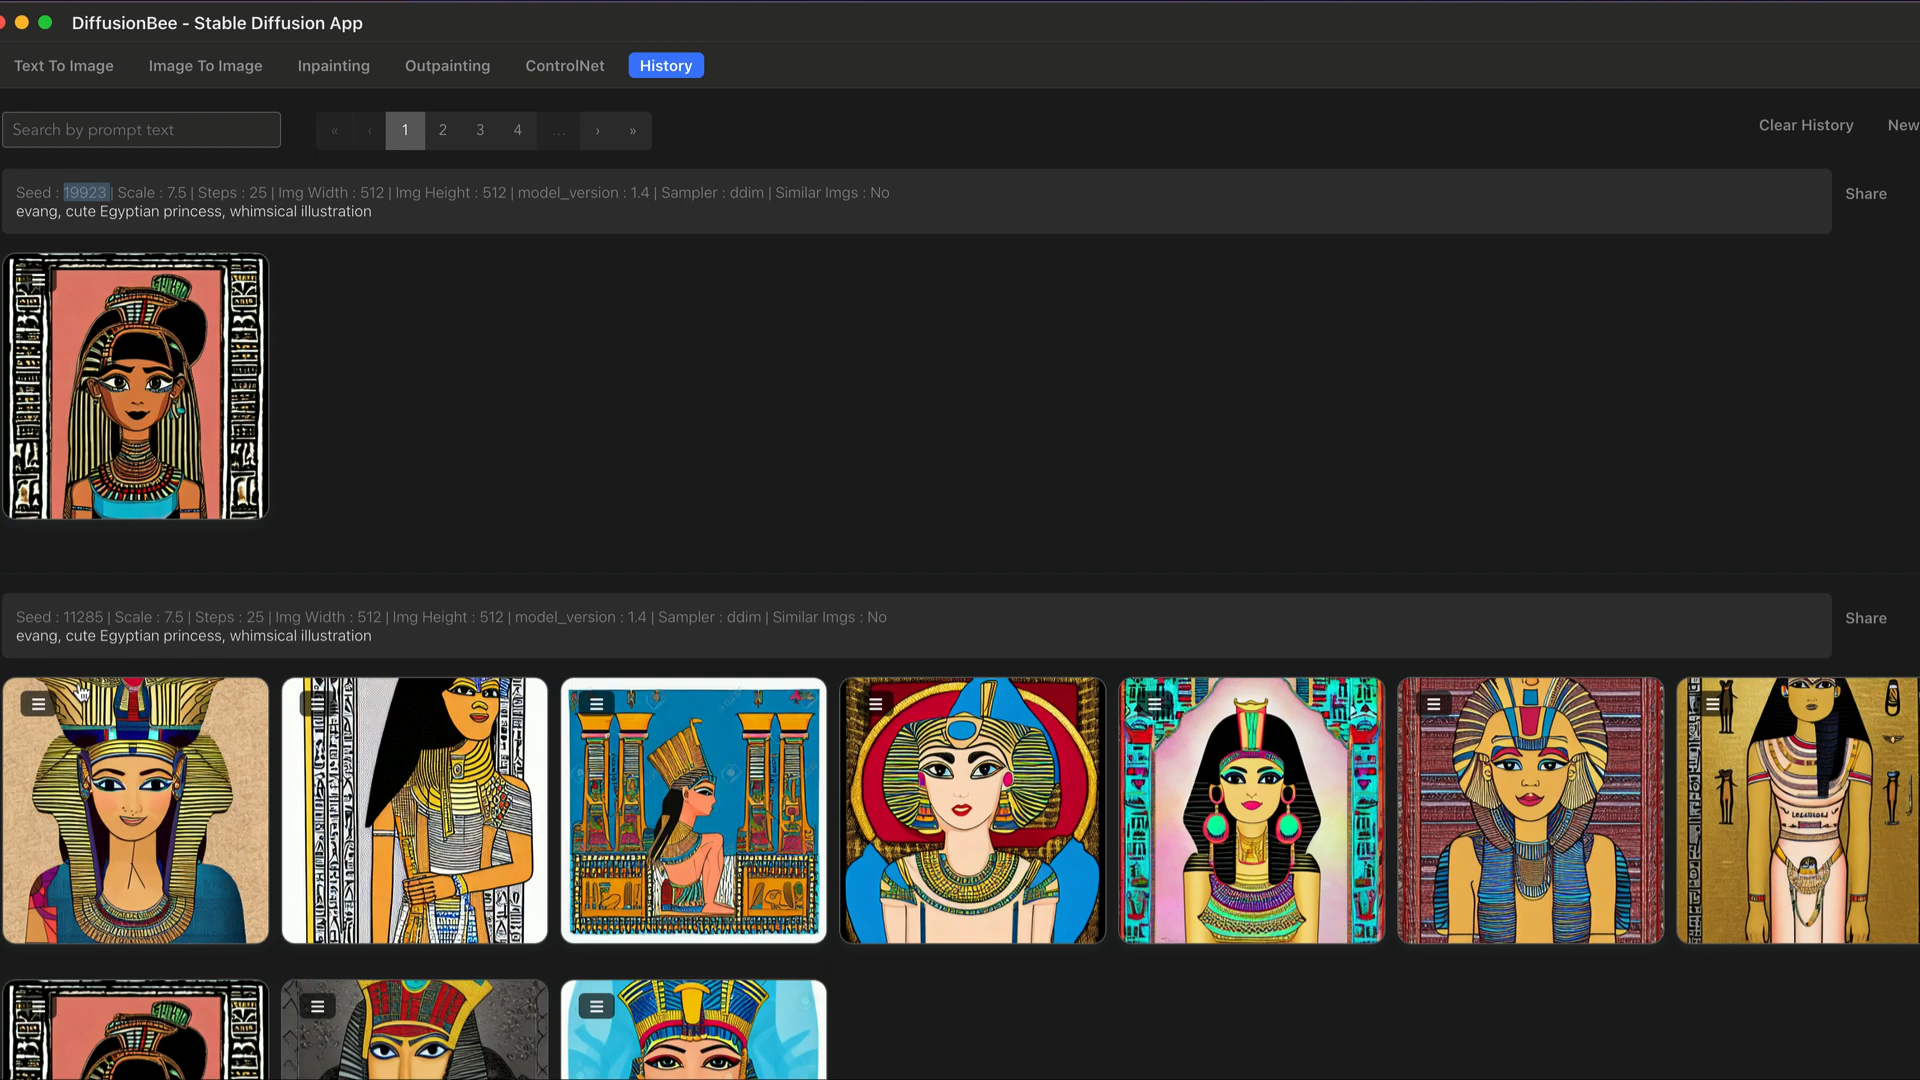 DiffusionBee - Stable Diffusion App
Text To Image Image To Image Inpainting Outpainting ControlNet History
Search by prompt text « ‹ 1 2 3 4 ... › » Clear History New
Seed : 19923 | Scale : 7.5 | Steps : 25 | Img Width : 512 | Img Height : 512 | model_version : 1.4 | Sampler : ddim | Similar Imgs : No
Share
evang, cute Egyptian princess, whimsical illustration
Seed : 11285 | Scale : 7.5 | Steps : 25 | Img Width : 512 | Img Height : 512 | model_version : 1.4 | Sampler : ddim | Similar Imgs : No
Share
evang, cute Egyptian princess, whimsical illustration